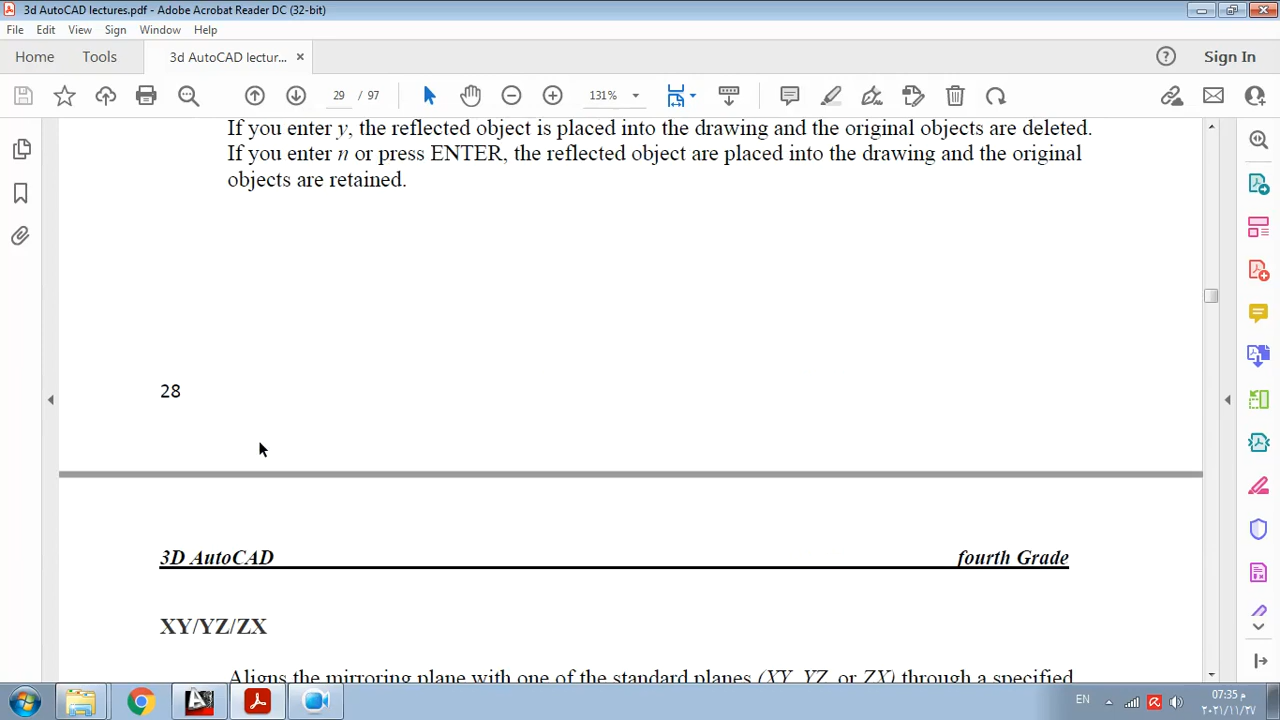 3d AutoCAD lectures.pdf - Adobe Acrobat Reader DC (32-bit)
File Edit View Sign Window Help
Home Tools 3d AutoCAD lectur... × Sign In
29 / 97 131%
If you enter y, the reflected object is placed into the drawing and the original objects are deleted.
If you enter n or press ENTER, the reflected object are placed into the drawing and the original
objects are retained.
28
3D AutoCAD fourth Grade
XY/YZ/ZX
Aligns the mirroring plane with one of the standard planes (XY, YZ, or ZX) through a specified
EN 07:35 م
٢٠٢١/١١/٢٧